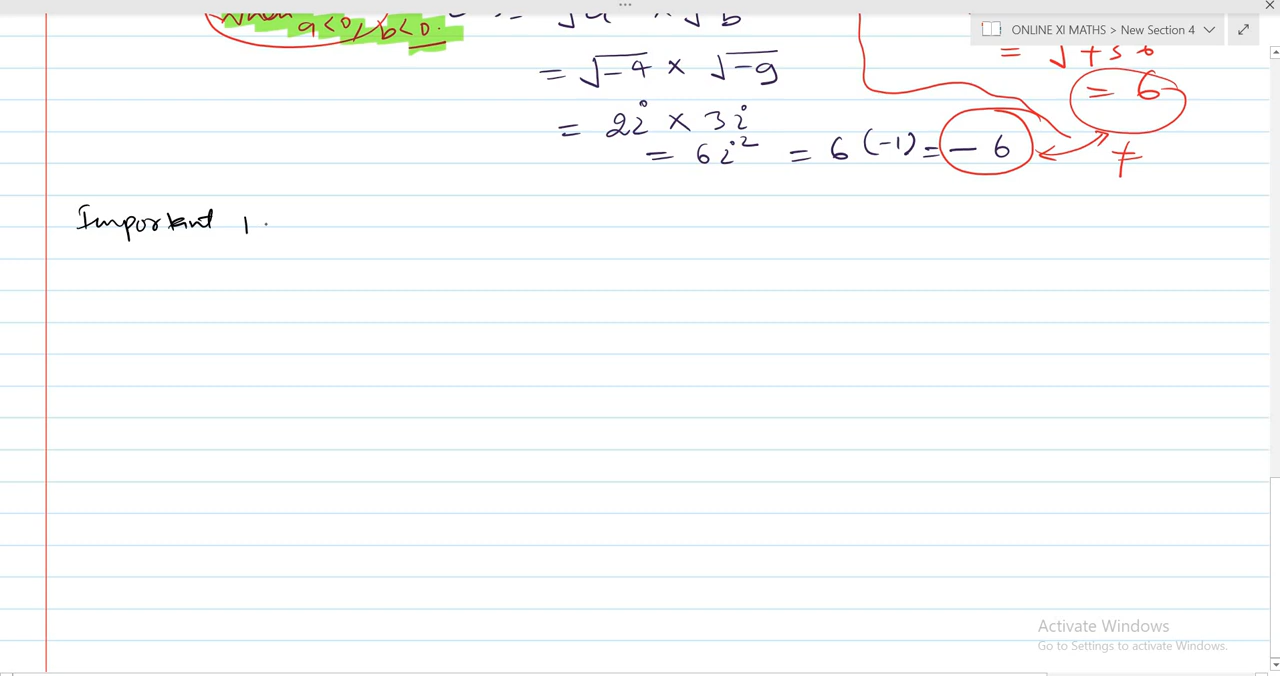 ONLINE XI MATHS > New Section 4
a<0, b<0.
= √-4 × √-9
= 6
= 2i × 3i
= 6i² = 6(-1) = -6
≠
Important
Activate Windows
Go to Settings to activate Windows.